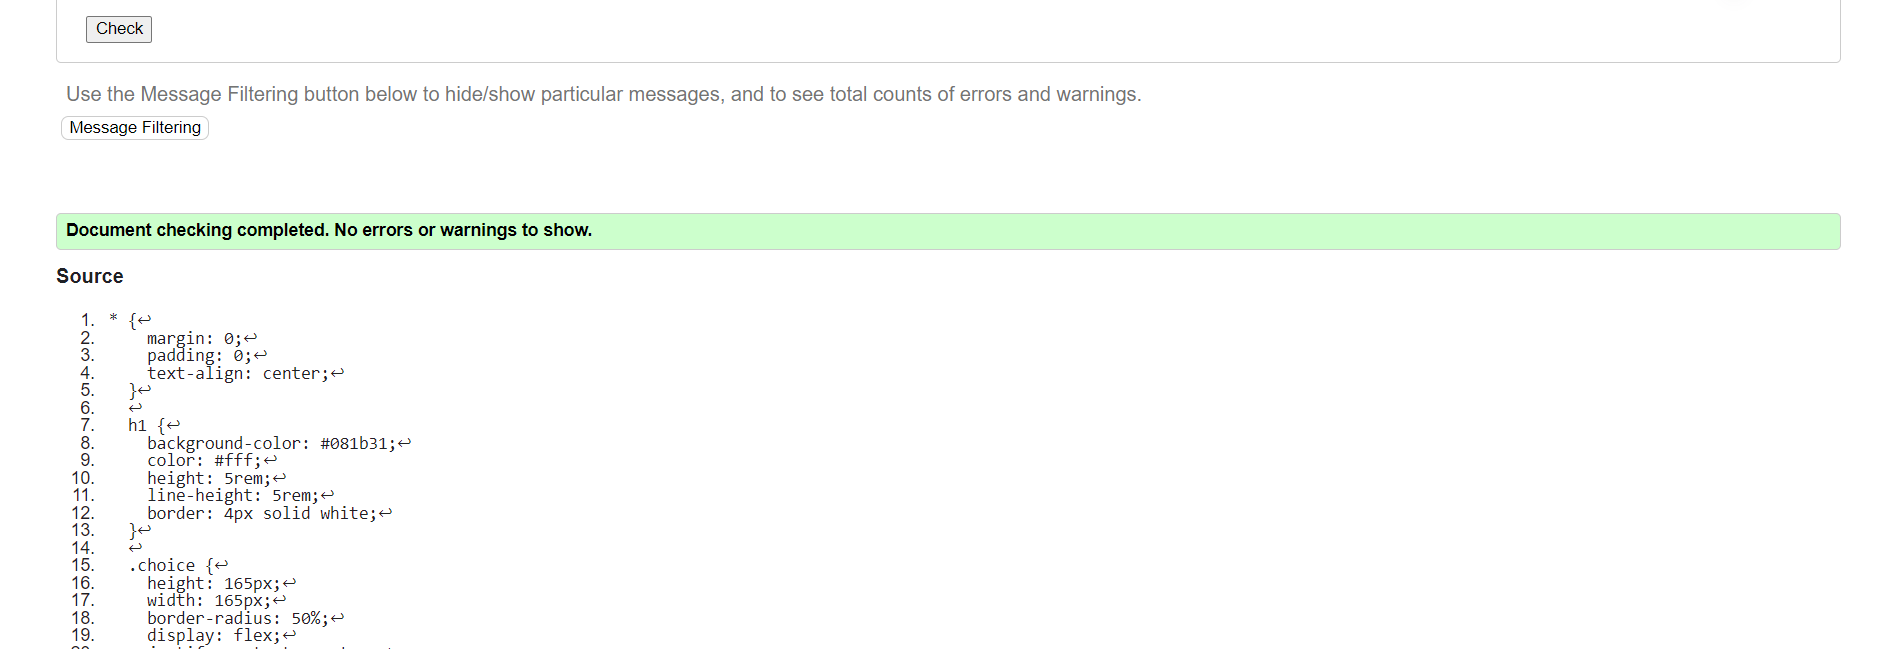 Check
Use the Message Filtering button below to hide/show particular messages, and to see total counts of errors and warnings.
Message Filtering
Document checking completed. No errors or warnings to show.
Source
1. * {↩
2. margin: 0;↩
3. padding: 0;↩
4. text-align: center;↩
5. }↩
6. ↩
7. h1 {↩
8. background-color: #081b31;↩
9. color: #fff;↩
10. height: 5rem;↩
11. line-height: 5rem;↩
12. border: 4px solid white;↩
13. }↩
14. ↩
15. .choice {↩
16. height: 165px;↩
17. width: 165px;↩
18. border-radius: 50%;↩
19. display: flex;↩